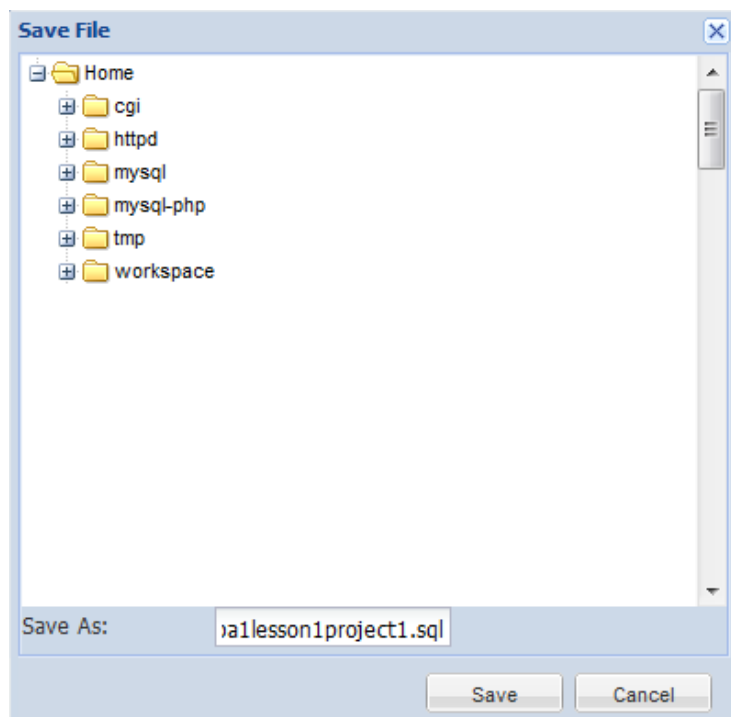 Save File
Home
cgi
httpd
mysql
mysql-php
tmp
workspace
Save As:
a1lesson1project1.sql
Save
Cancel